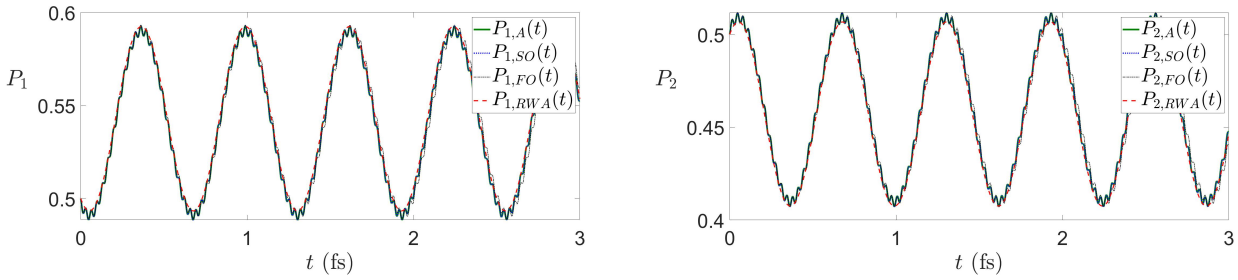 0.6
0.55
0.5
P₁
0
1
2
3
t (fs)
P₁,A(t)
P₁,SO(t)
P₁,FO(t)
P₁,RWA(t)
0.5
0.45
0.4
P₂
0
1
2
3
t (fs)
P₂,A(t)
P₂,SO(t)
P₂,FO(t)
P₂,RWA(t)